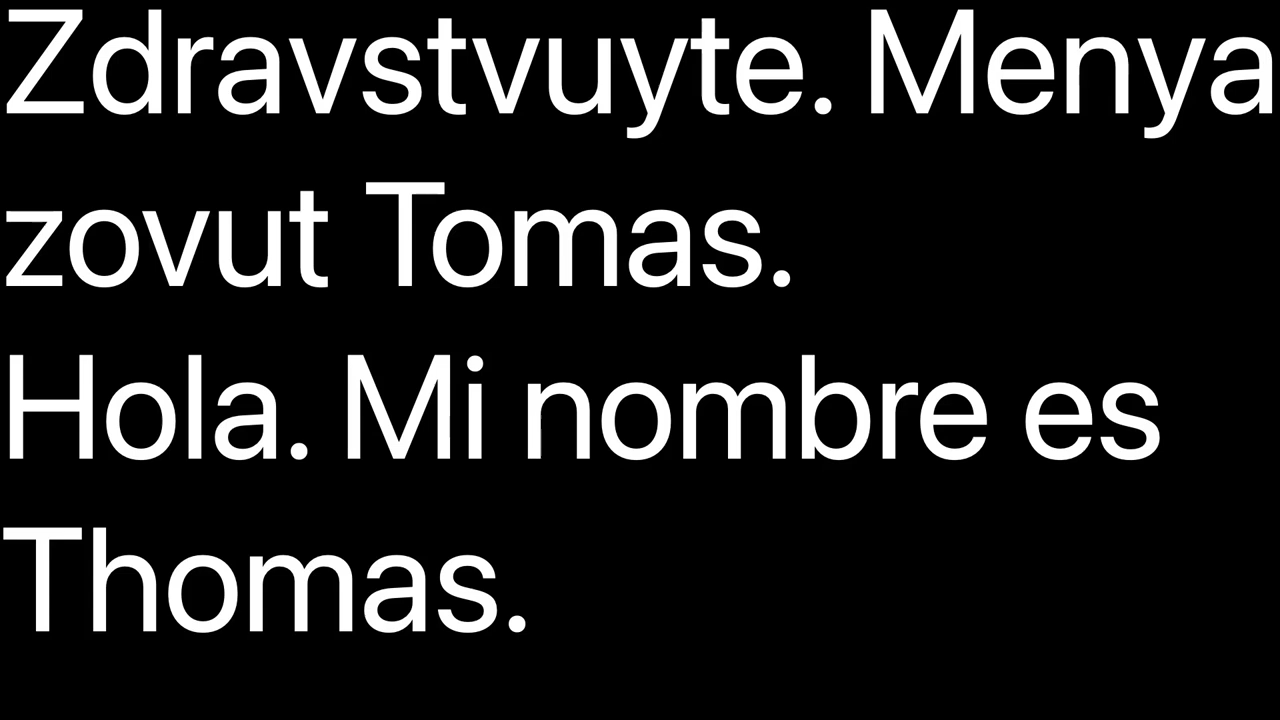 Zdravstvuyte. Menya
zovut Tomas.
Hola. Mi nombre es
Thomas.